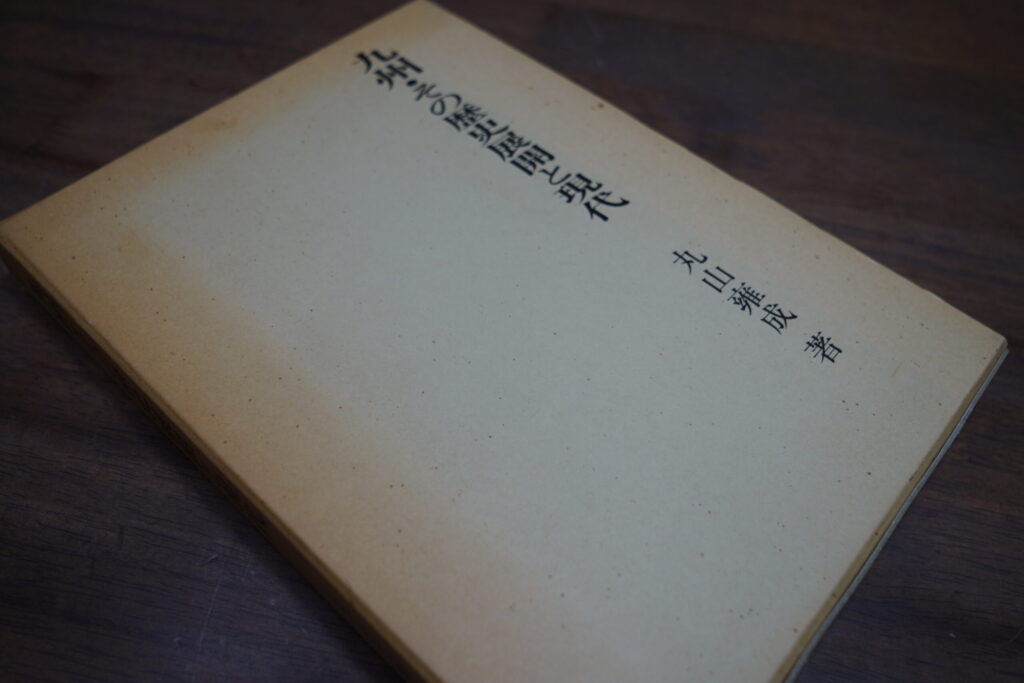 九州・その歴史展開と現代
丸山雍成 著